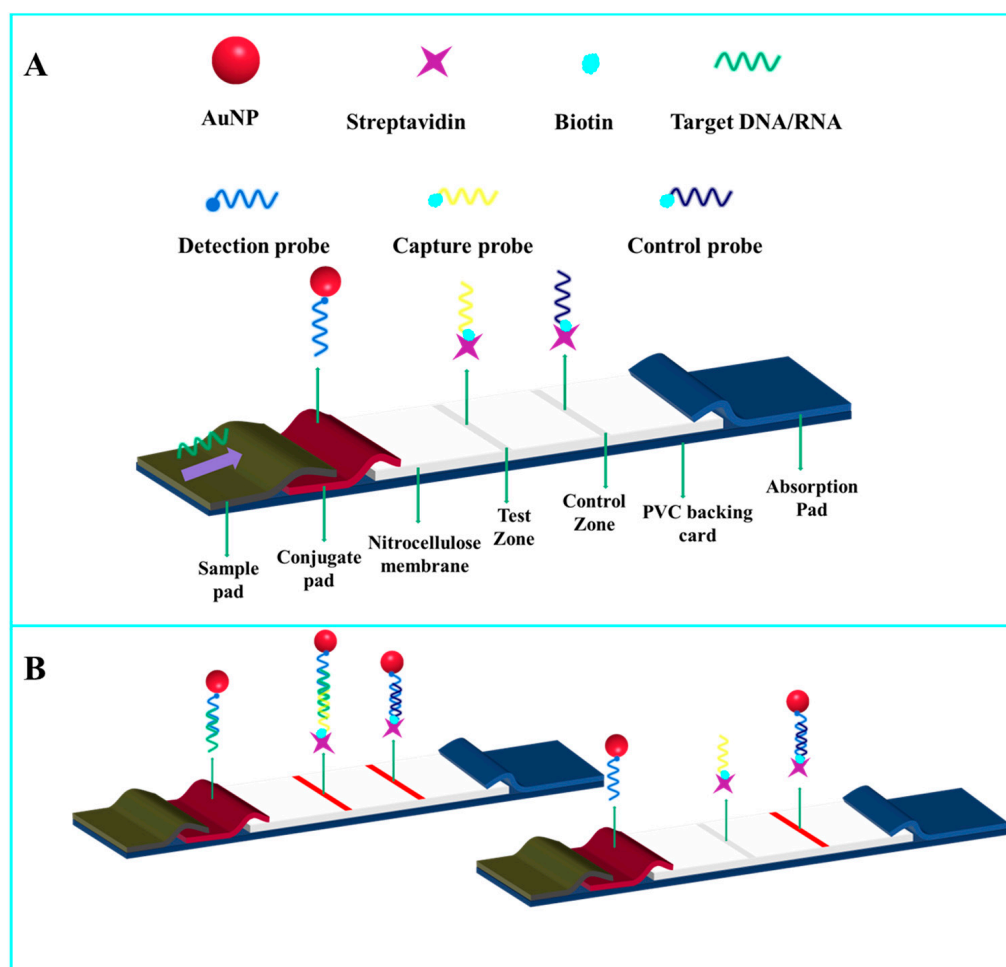 A
AuNP
Streptavidin
Biotin
Target DNA/RNA
Detection probe
Capture probe
Control probe
Sample
pad
Conjugate
pad
Nitrocellulose
membrane
Test
Zone
Control
Zone
PVC backing
card
Absorption
Pad
B